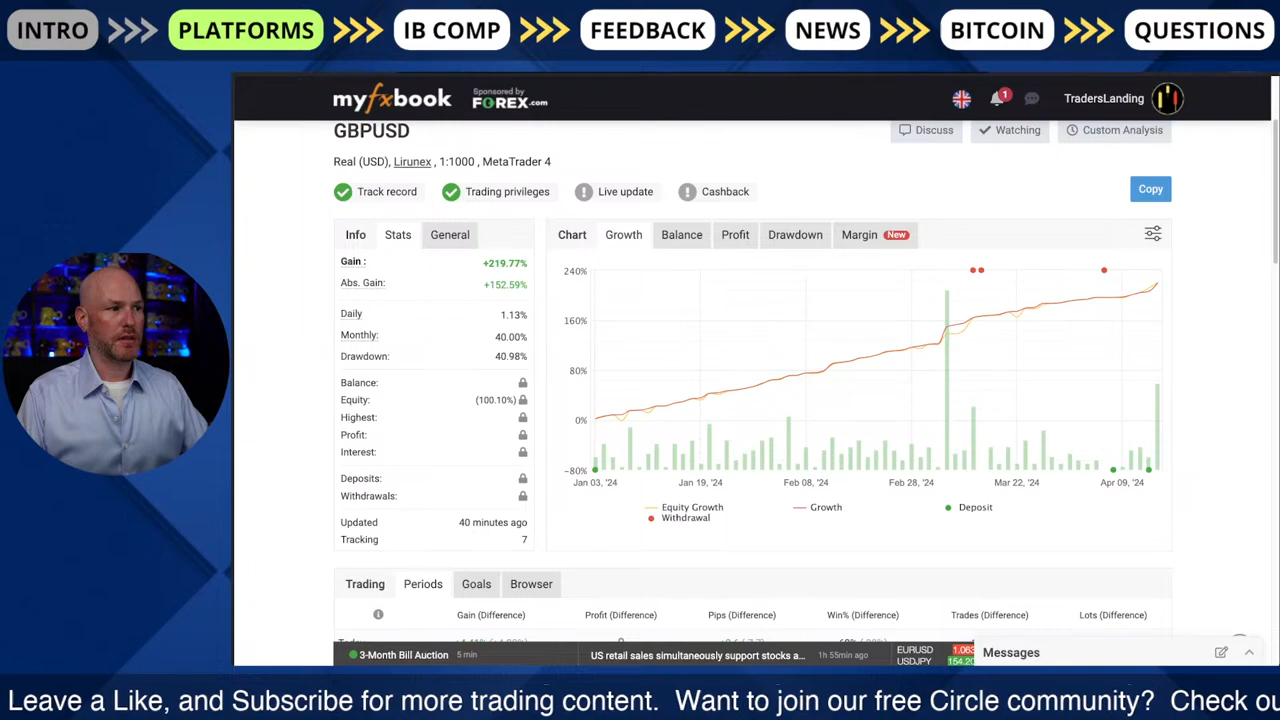 INTRO >>> PLATFORMS >>> IB COMP >>> FEEDBACK >>> NEWS >>> BITCOIN >>> QUESTIONS
myfxbook Sponsored by FOREX.com 1 TradersLanding
GBPUSD Discuss Watching Custom Analysis
Real (USD), Lirunex , 1:1000 , MetaTrader 4
Track record Trading privileges Live update Cashback Copy
Info Stats General
Gain : +219.77%
Abs. Gain: +152.59%
Daily 1.13%
Monthly: 40.00%
Drawdown: 40.98%
Balance:
Equity: (100.10%)
Highest:
Profit:
Interest:
Deposits:
Withdrawals:
Updated 40 minutes ago
Tracking 7
Chart Growth Balance Profit Drawdown Margin New
240%
160%
80%
0%
-80%
Jan 03, '24 Jan 19, '24 Feb 08, '24 Feb 28, '24 Mar 22, '24 Apr 09, '24
Equity Growth Growth Deposit
Withdrawal
Trading Periods Goals Browser
Gain (Difference) Profit (Difference) Pips (Difference) Win% (Difference) Trades (Difference) Lots (Difference)
3-Month Bill Auction 5 min US retail sales simultaneously support stocks a... 1h 55min ago EURUSD
USDJPY
Messages
Leave a Like, and Subscribe for more trading content. Want to join our free Circle community? Check ou